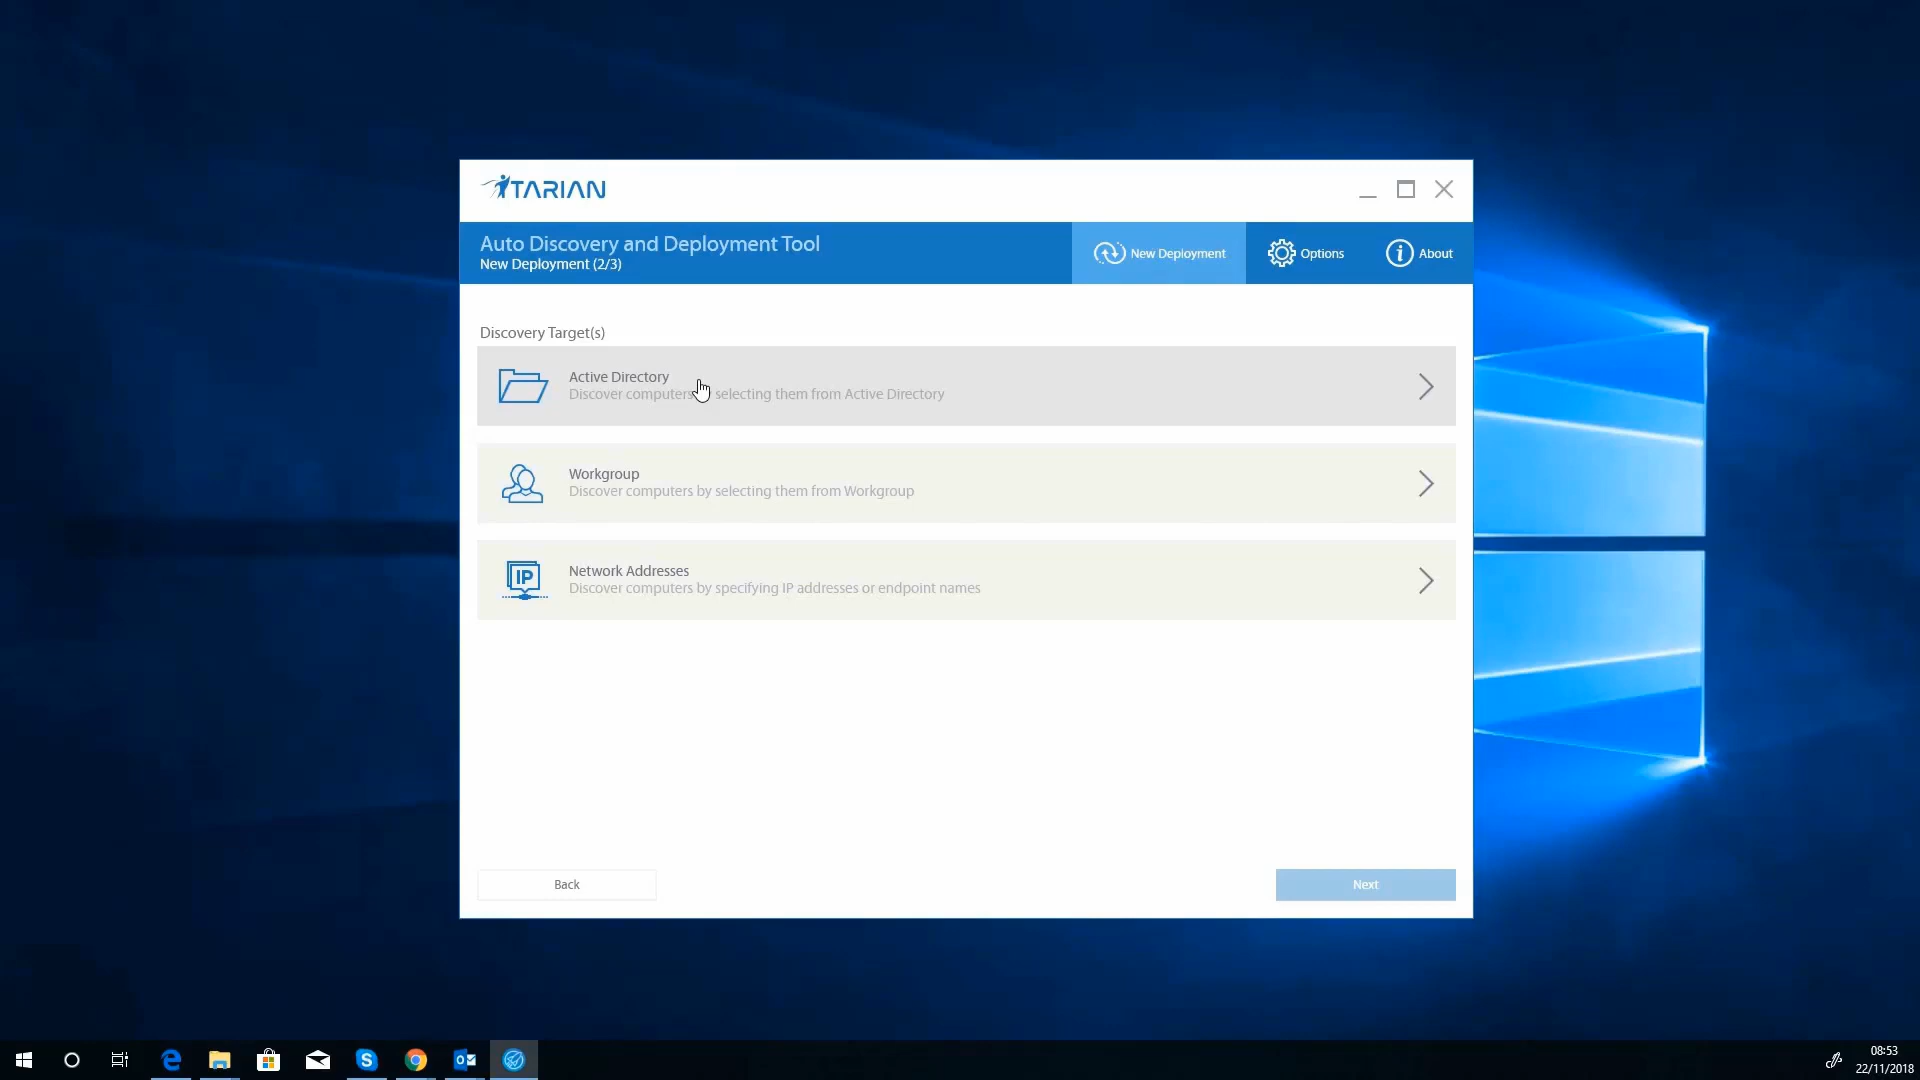 ITARIAN
Auto Discovery and Deployment Tool
New Deployment (2/3)
New Deployment
Options
About
Discovery Target(s)
Active Directory
Discover computers selecting them from Active Directory
Workgroup
Discover computers by selecting them from Workgroup
IP
Network Addresses
Discover computers by specifying IP addresses or endpoint names
Back
Next
08:53
22/11/2018